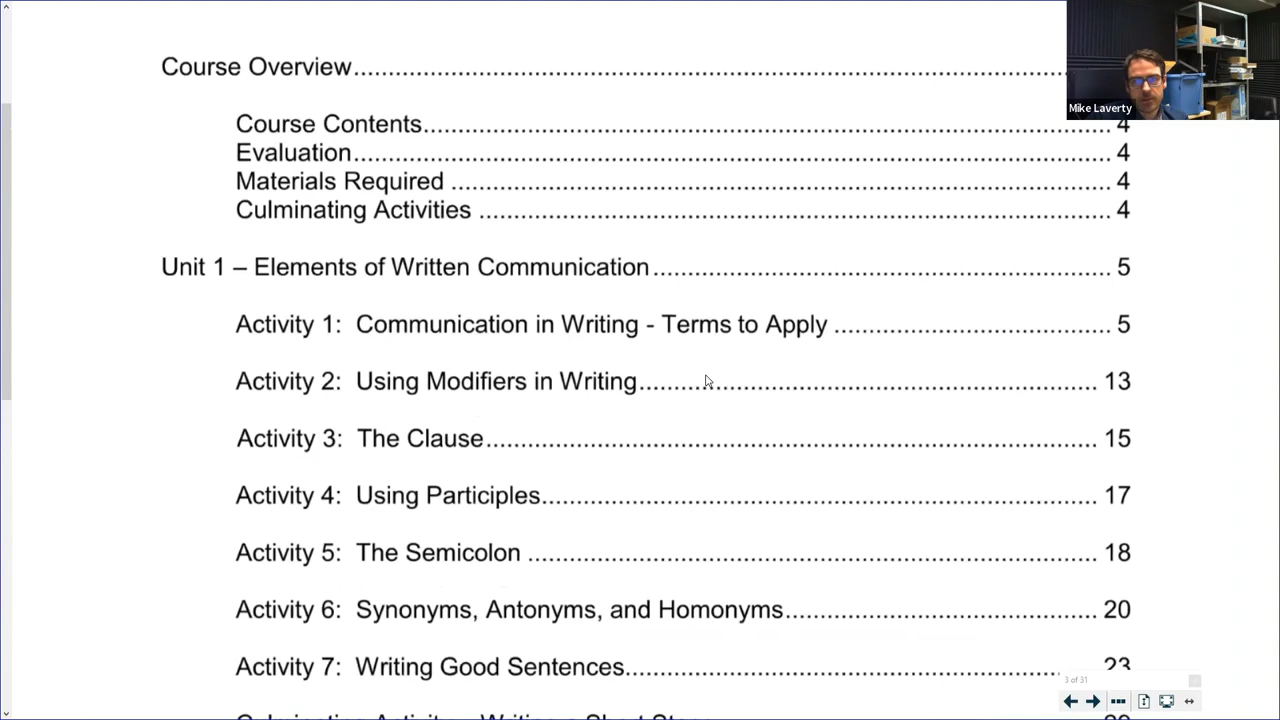 Course Overview....................................................................................
Mike Laverty
Course Contents.................................................................................................... 4
Evaluation.............................................................................................................. 4
Materials Required ................................................................................................ 4
Culminating Activities ............................................................................................ 4
Unit 1 – Elements of Written Communication.................................................................. 5
Activity 1:  Communication in Writing - Terms to Apply ......................................... 5
Activity 2:  Using Modifiers in Writing.................................................................. 13
Activity 3:  The Clause........................................................................................ 15
Activity 4:  Using Participles................................................................................ 17
Activity 5:  The Semicolon .................................................................................. 18
Activity 6:  Synonyms, Antonyms, and Homonyms............................................. 20
Activity 7:  Writing Good Sentences.................................................................... 23
3 of 31